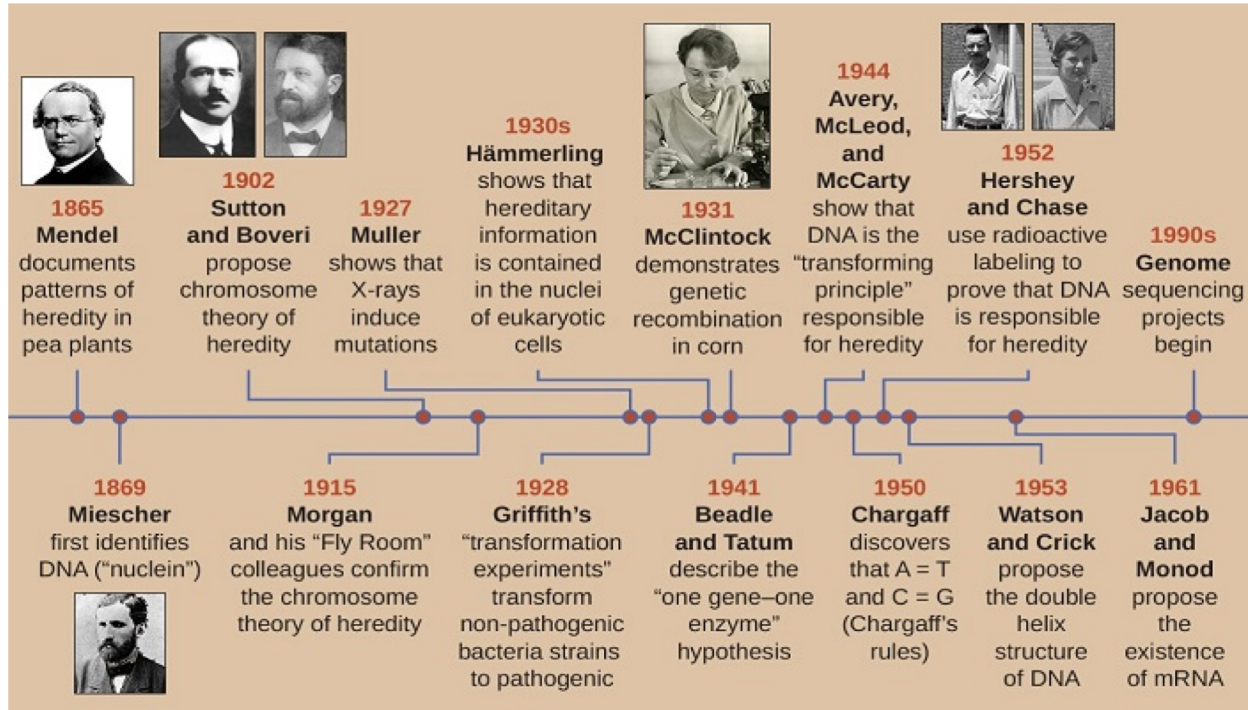 1865
Mendel
documents
patterns of
heredity in
pea plants
1902
Sutton
and Boveri
propose
chromosome
theory of
heredity
1927
Muller
shows that
X-rays
induce
mutations
1930s
Hämmerling
shows that
hereditary
information
is contained
in the nuclei
of eukaryotic
cells
1931
McClintock
demonstrates
genetic
recombination
in corn
1944
Avery,
McLeod,
and
McCarty
show that
DNA is the
“transforming
principle”
responsible
for heredity
1952
Hershey
and Chase
use radioactive
labeling to
prove that DNA
is responsible
for heredity
1990s
Genome
sequencing
projects
begin
1869
Miescher
first identifies
DNA (“nuclein”)
1915
Morgan
and his “Fly Room”
colleagues confirm
the chromosome
theory of heredity
1928
Griffith’s
“transformation
experiments”
transform
non-pathogenic
bacteria strains
to pathogenic
1941
Beadle
and Tatum
describe the
“one gene–one
enzyme”
hypothesis
1950
Chargaff
discovers
that A = T
and C = G
(Chargaff’s
rules)
1953
Watson
and Crick
propose
the double
helix
structure
of DNA
1961
Jacob
and
Monod
propose
the
existence
of mRNA